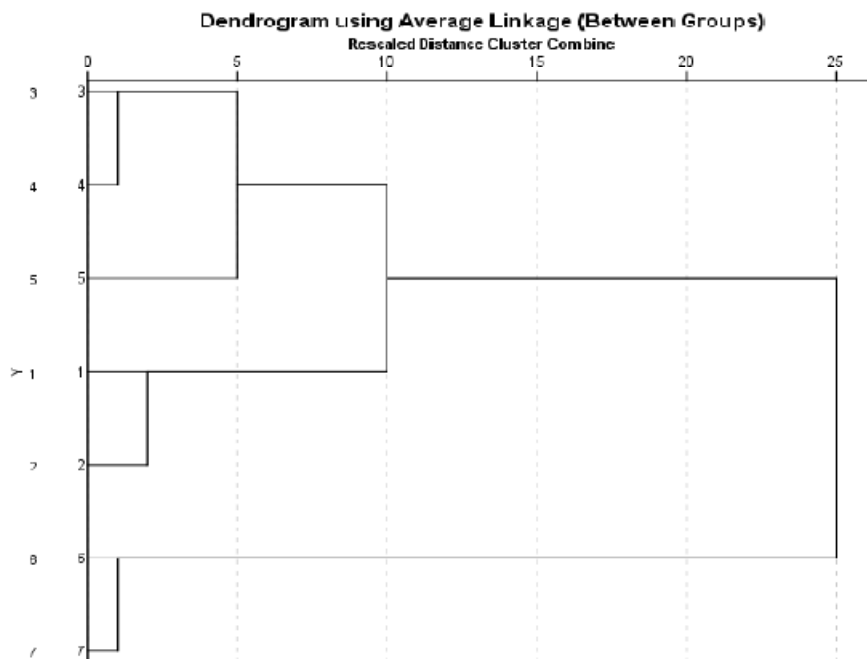 Dendrogram using Average Linkage (Between Groups)
Rescaled Distance Cluster Combine
0 5 10 15 20 25
3 3
4 4
5 5
Y 1 1
2 2
6 6
7 7